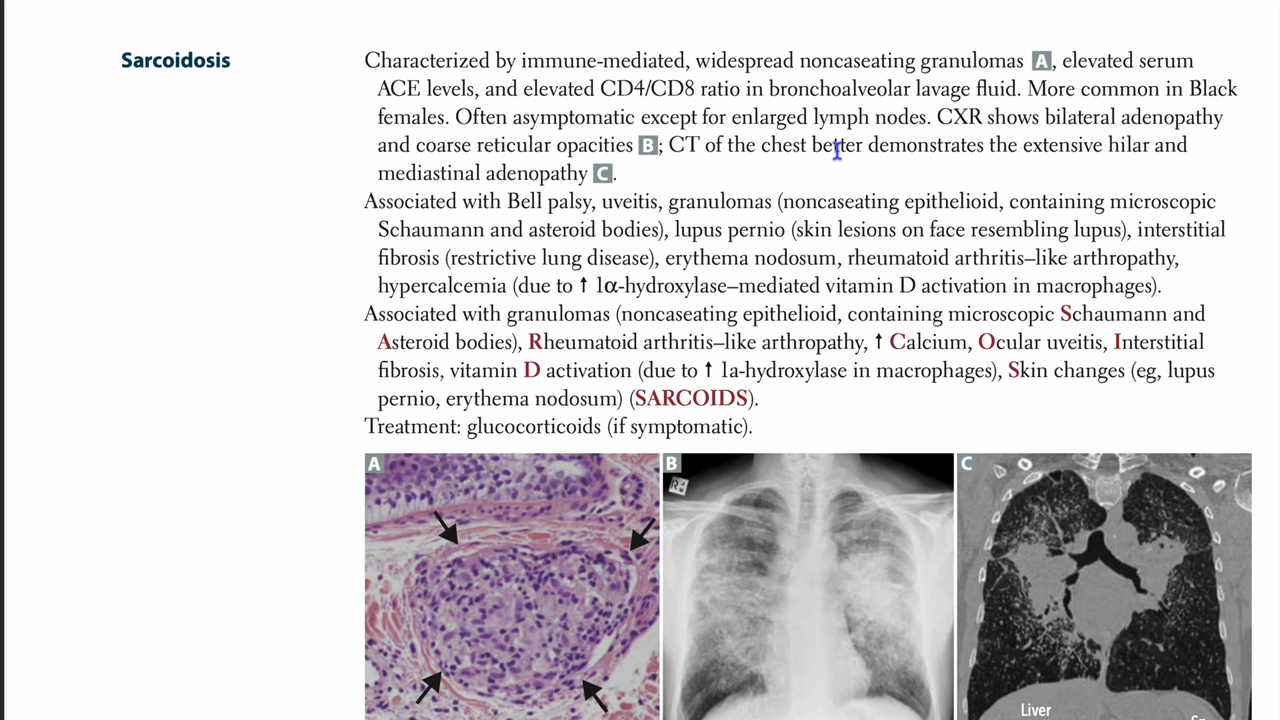 Sarcoidosis
Characterized by immune-mediated, widespread noncaseating granulomas A, elevated serum
ACE levels, and elevated CD4/CD8 ratio in bronchoalveolar lavage fluid. More common in Black
females. Often asymptomatic except for enlarged lymph nodes. CXR shows bilateral adenopathy
and coarse reticular opacities B; CT of the chest better demonstrates the extensive hilar and
mediastinal adenopathy C.
Associated with Bell palsy, uveitis, granulomas (noncaseating epithelioid, containing microscopic
Schaumann and asteroid bodies), lupus pernio (skin lesions on face resembling lupus), interstitial
fibrosis (restrictive lung disease), erythema nodosum, rheumatoid arthritis–like arthropathy,
hypercalcemia (due to ↑ 1α-hydroxylase–mediated vitamin D activation in macrophages).
Associated with granulomas (noncaseating epithelioid, containing microscopic Schaumann and
Asteroid bodies), Rheumatoid arthritis–like arthropathy, ↑ Calcium, Ocular uveitis, Interstitial
fibrosis, vitamin D activation (due to ↑ 1a-hydroxylase in macrophages), Skin changes (eg, lupus
pernio, erythema nodosum) (SARCOIDS).
Treatment: glucocorticoids (if symptomatic).
A
B
C
R
Liver